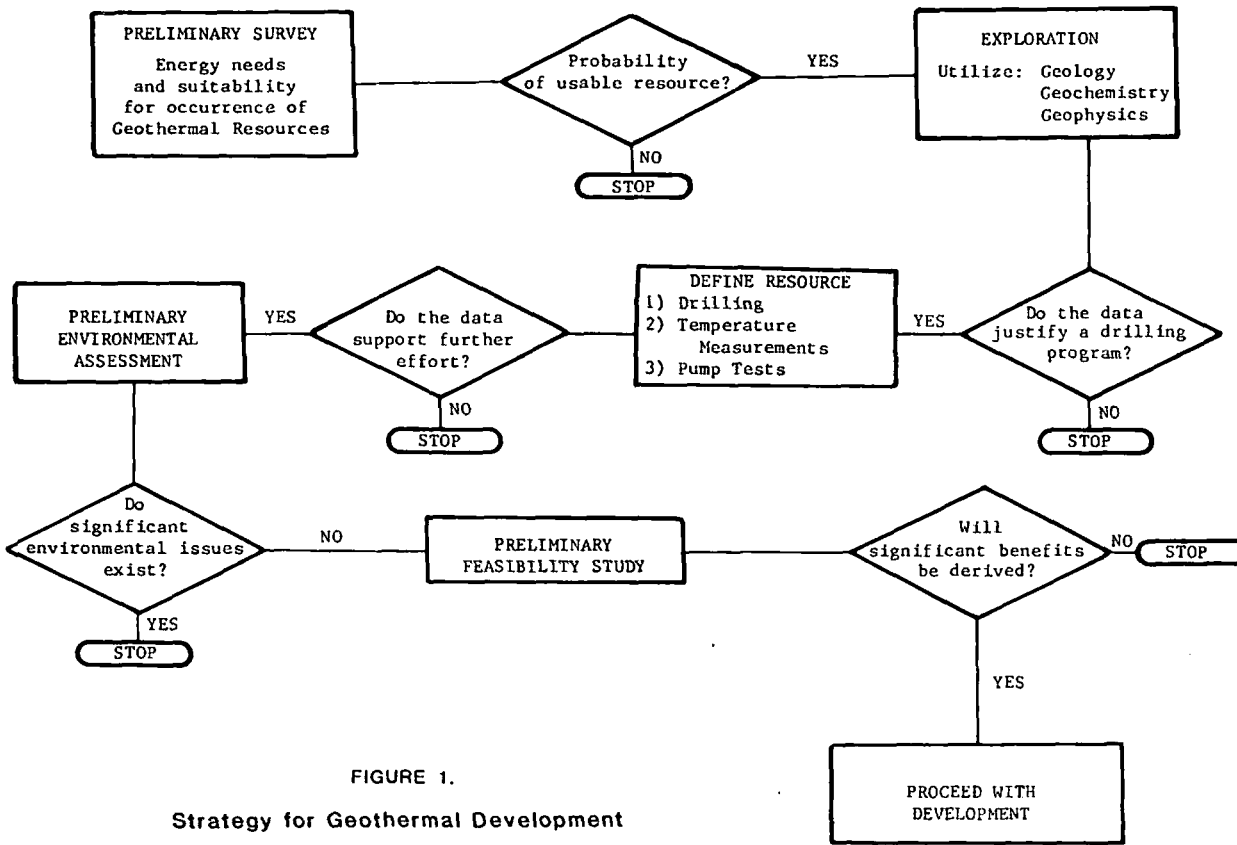 PRELIMINARY SURVEY
Energy needs
and suitability
for occurrence of
Geothermal Resources
Probability
of usable resource?
YES
NO
STOP
EXPLORATION
Utilize: Geology
Geochemistry
Geophysics
Do the data
justify a drilling
program?
YES
NO
STOP
DEFINE RESOURCE
1) Drilling
2) Temperature
Measurements
3) Pump Tests
Do the data
support further
effort?
YES
NO
STOP
PRELIMINARY
ENVIRONMENTAL
ASSESSMENT
Do
significant
environmental issues
exist?
NO
YES
STOP
PRELIMINARY
FEASIBILITY STUDY
Will
significant benefits
be derived?
NO
STOP
YES
PROCEED WITH
DEVELOPMENT
FIGURE 1.
Strategy for Geothermal Development